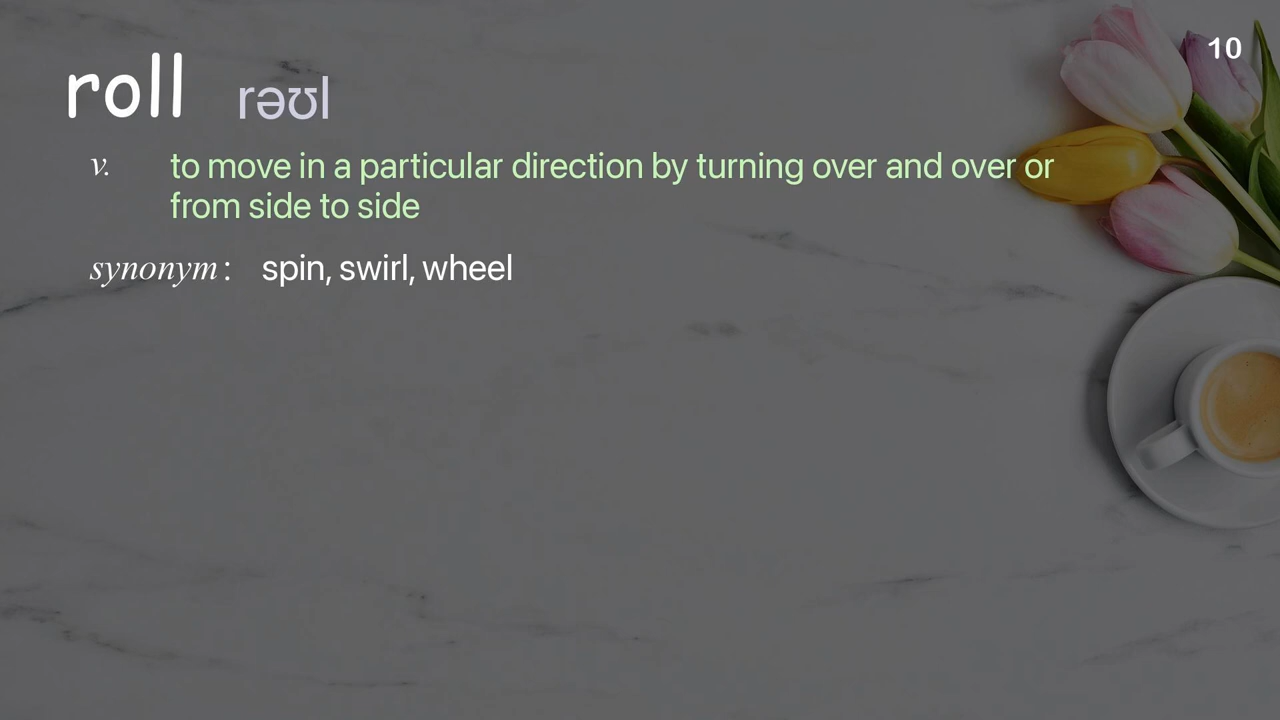 10
roll rəʊl
v. to move in a particular direction by turning over and over or
from side to side
synonym: spin, swirl, wheel